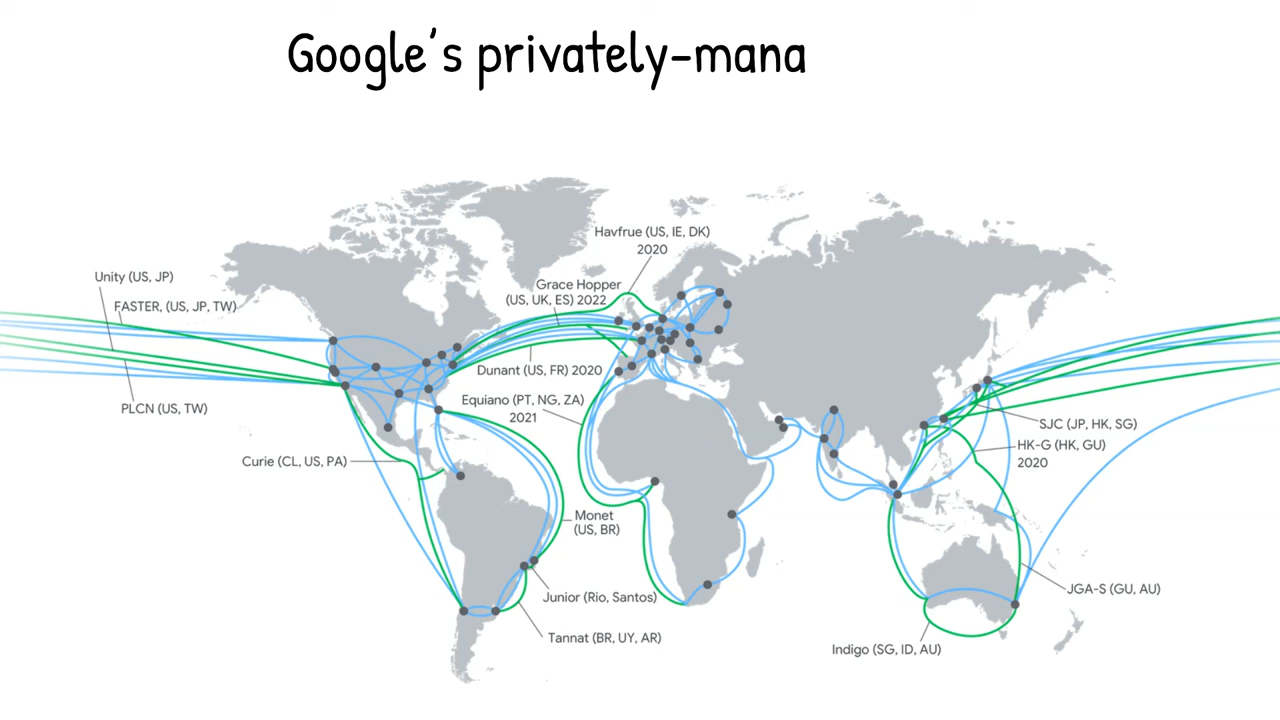 Google's privately-mana
Havfrue (US, IE, DK)
2020
Unity (US, JP)
Grace Hopper
(US, UK, ES) 2022
FASTER, (US, JP, TW)
Dunant (US, FR) 2020
Equiano (PT, NG, ZA)
2021
PLCN (US, TW)
SJC (JP, HK, SG)
HK-G (HK, GU)
2020
Curie (CL, US, PA)
Monet
(US, BR)
JGA-S (GU, AU)
Junior (Rio, Santos)
Tannat (BR, UY, AR)
Indigo (SG, ID, AU)